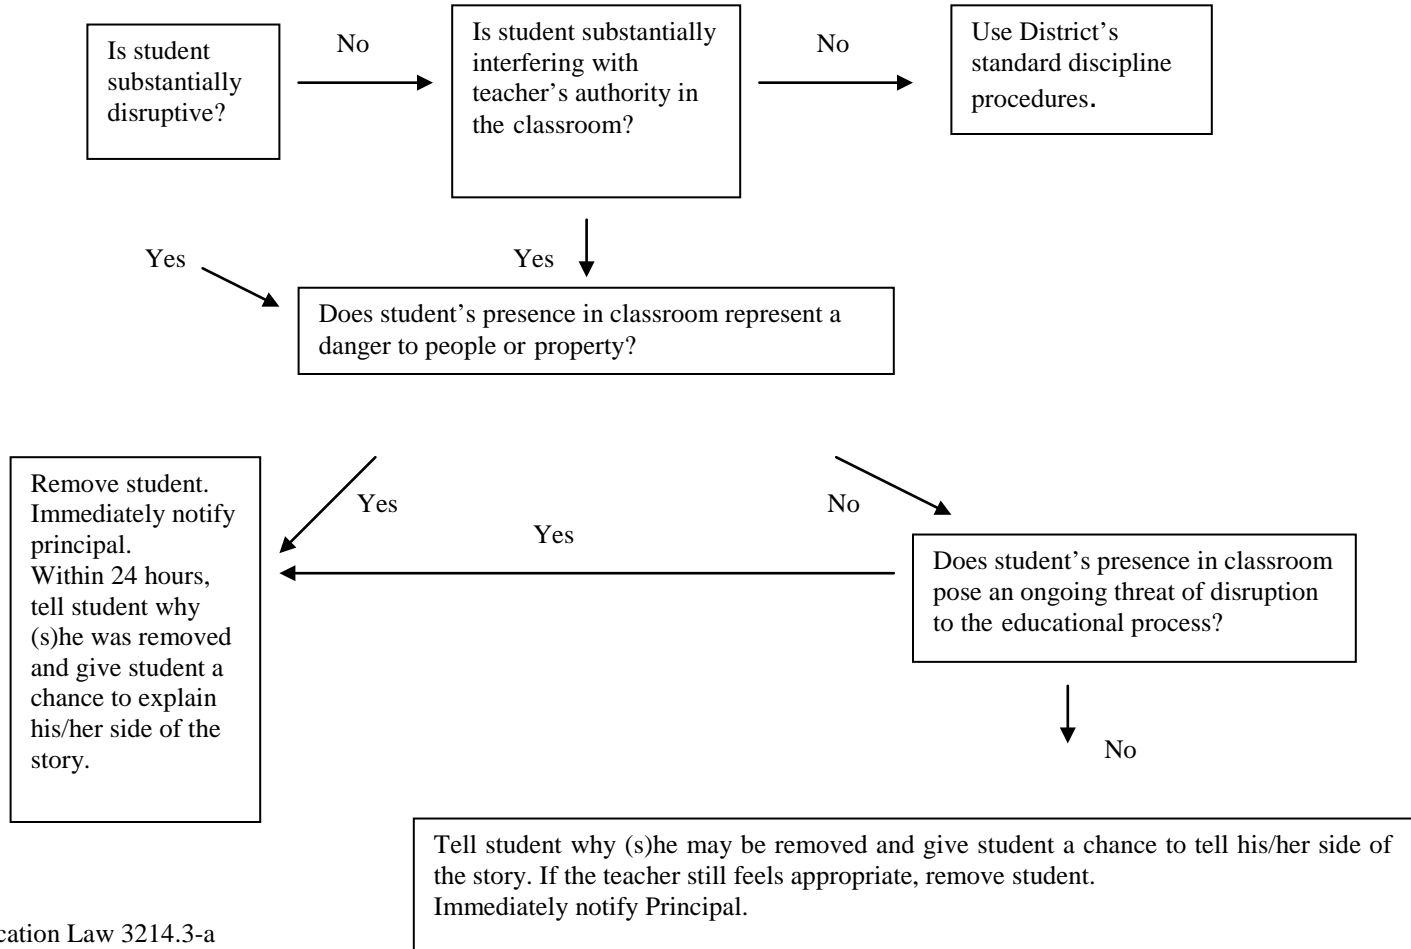 Is student
substantially
disruptive?
No
Is student substantially
interfering with
teacher’s authority in
the classroom?
No
Use District’s
standard discipline
procedures.
Yes
Yes
Does student’s presence in classroom represent a
danger to people or property?
Remove student.
Immediately notify
principal.
Within 24 hours,
tell student why
(s)he was removed
and give student a
chance to explain
his/her side of the
story.
Yes
No
Yes
Does student’s presence in classroom
pose an ongoing threat of disruption
to the educational process?
No
Tell student why (s)he may be removed and give student a chance to tell his/her side of
the story. If the teacher still feels appropriate, remove student.
Immediately notify Principal.
cation Law 3214.3-a